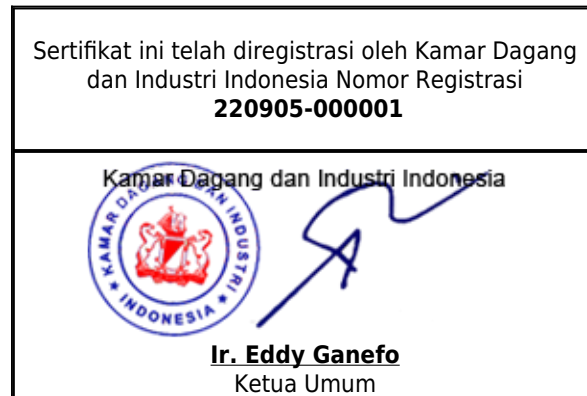 Sertifikat ini telah diregistrasi oleh Kamar Dagang
dan Industri Indonesia Nomor Registrasi
220905-000001
Kamar Dagang dan Industri Indonesia
KAMAR DAGANG DAN INDUSTRI
* INDONESIA *
Ir. Eddy Ganefo
Ketua Umum